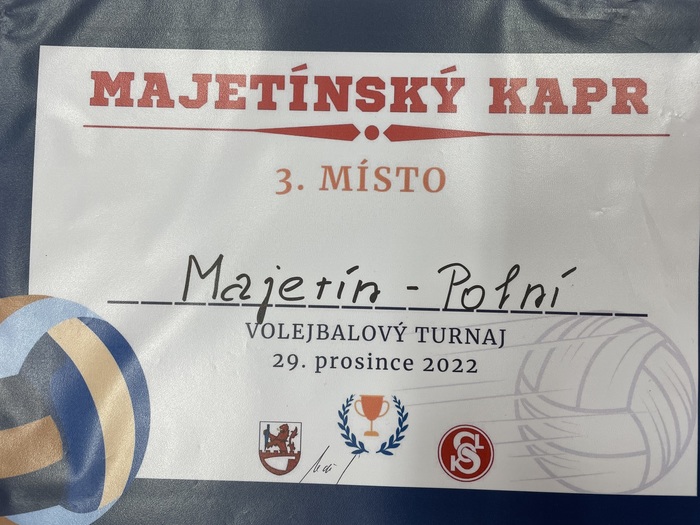 MAJETÍNSKÝ KAPR
3. MÍSTO
Majetín - Polní
VOLEJBALOVÝ TURNAJ
29. prosince 2022